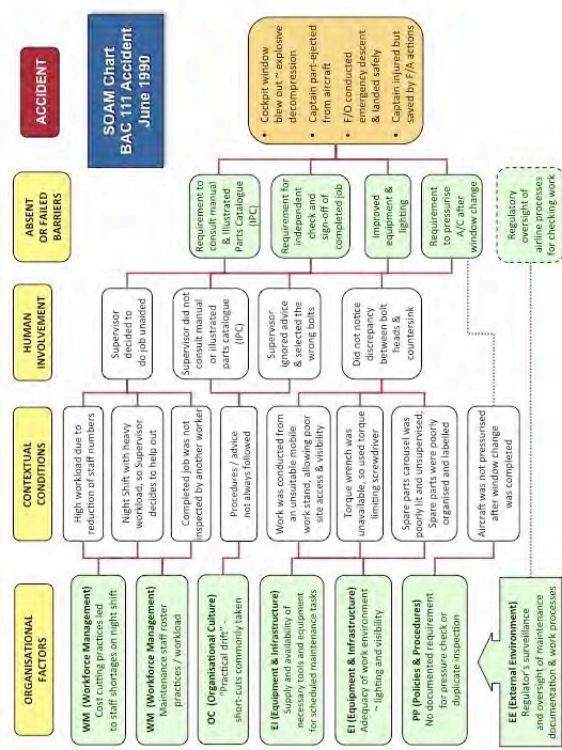 ORGANISATIONAL
FACTORS
WM (Workforce Management)
Cost cutting practices led
to staff shortages on night shift
WM (Workforce Management)
Maintenance staff roster
practices / workload
OC (Organisational Culture)
"Practical drift" ~
short-cuts commonly taken
EI (Equipment & Infrastructure)
Supply and availability of
necessary tools and equipment
for scheduled maintenance tasks
EI (Equipment & Infrastructure)
Adequacy of work environment
~ lighting and visibility
PP (Policies & Procedures)
No documented requirement
for pressure check or
duplicate inspection
EE (External Environment)
Regulator's surveillance
and oversight of maintenance
documentation & work processes
CONTEXTUAL
CONDITIONS
High workload due to
reduction of staff numbers
Night Shift with heavy
workload, so Supervisor
decides to help out
Completed job was not
inspected by another worker
Procedures / advice
not always followed
Work was conducted from
an unsuitable mobile
work stand, allowing poor
site access & visibility
Torque wrench was
unavailable, so used torque
limiting screwdriver
Spare parts carousel was
poorly lit and unsupervised.
Spare parts were poorly
organised and labelled
Aircraft was not pressurised
after window change
was completed
HUMAN
INVOLVEMENT
Supervisor
decided to
do job unaided
Supervisor did not
consult manual
or illustrated
parts catalogue
(IPC)
Supervisor
ignored advice
& selected the
wrong bolts
Did not notice
discrepancy
between bolt
heads &
countersink
ABSENT
OR FAILED
BARRIERS
Requirement to
consult manual
& Illustrated
Parts Catalogue
(IPC)
Requirement for
independent
check and
sign-off of
completed job
Improved
equipment &
lighting
Requirement
to pressurise
A/C after
window change
Regulatory
oversight of
airline processes
for checking work
ACCIDENT
SOAM Chart
BAC 111 Accident
June 1990
• Cockpit window
blew out ~ explosive
decompression
• Captain part-ejected
from aircraft
• F/O conducted
emergency descent
& landed safely
• Captain injured but
saved by F/A actions